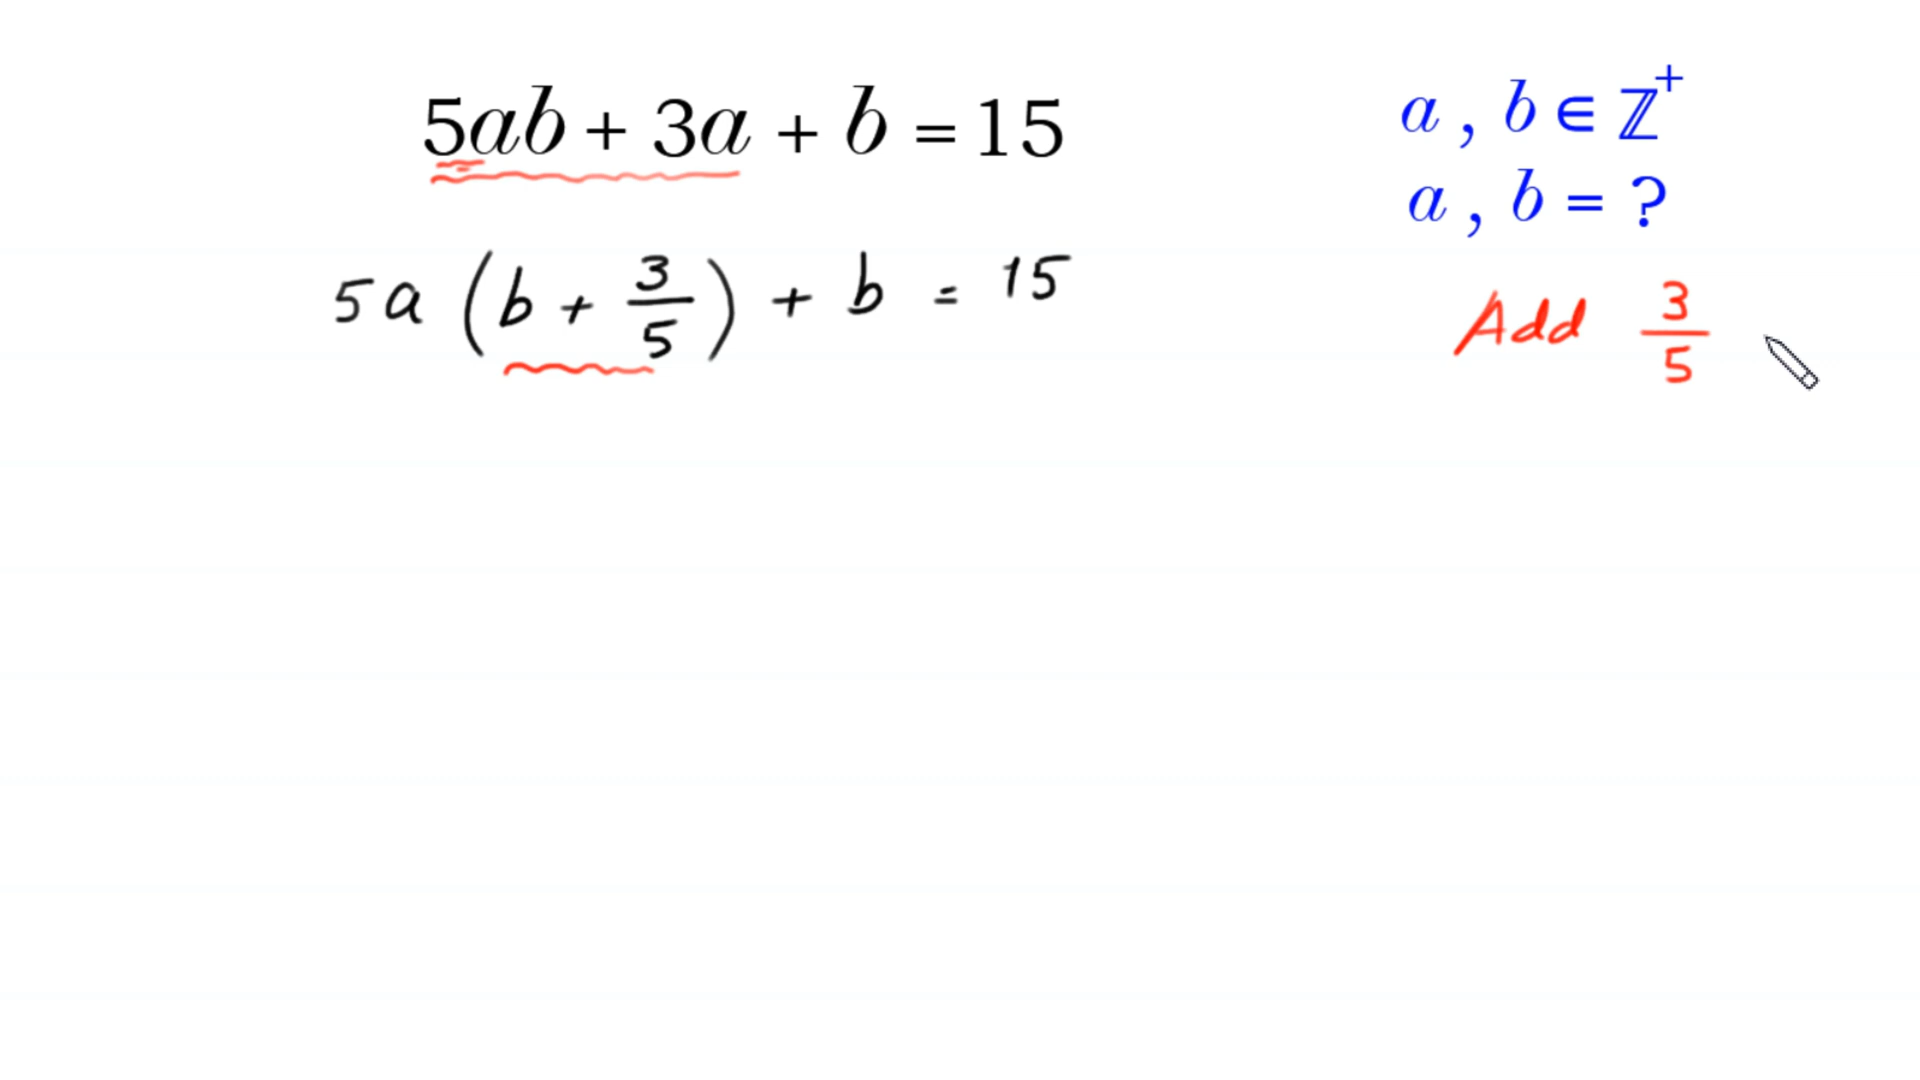 5ab + 3a + b = 15
a , b ∈ ℤ⁺
a , b = ?
5a (b + 3/5) + b = 15
Add 3/5